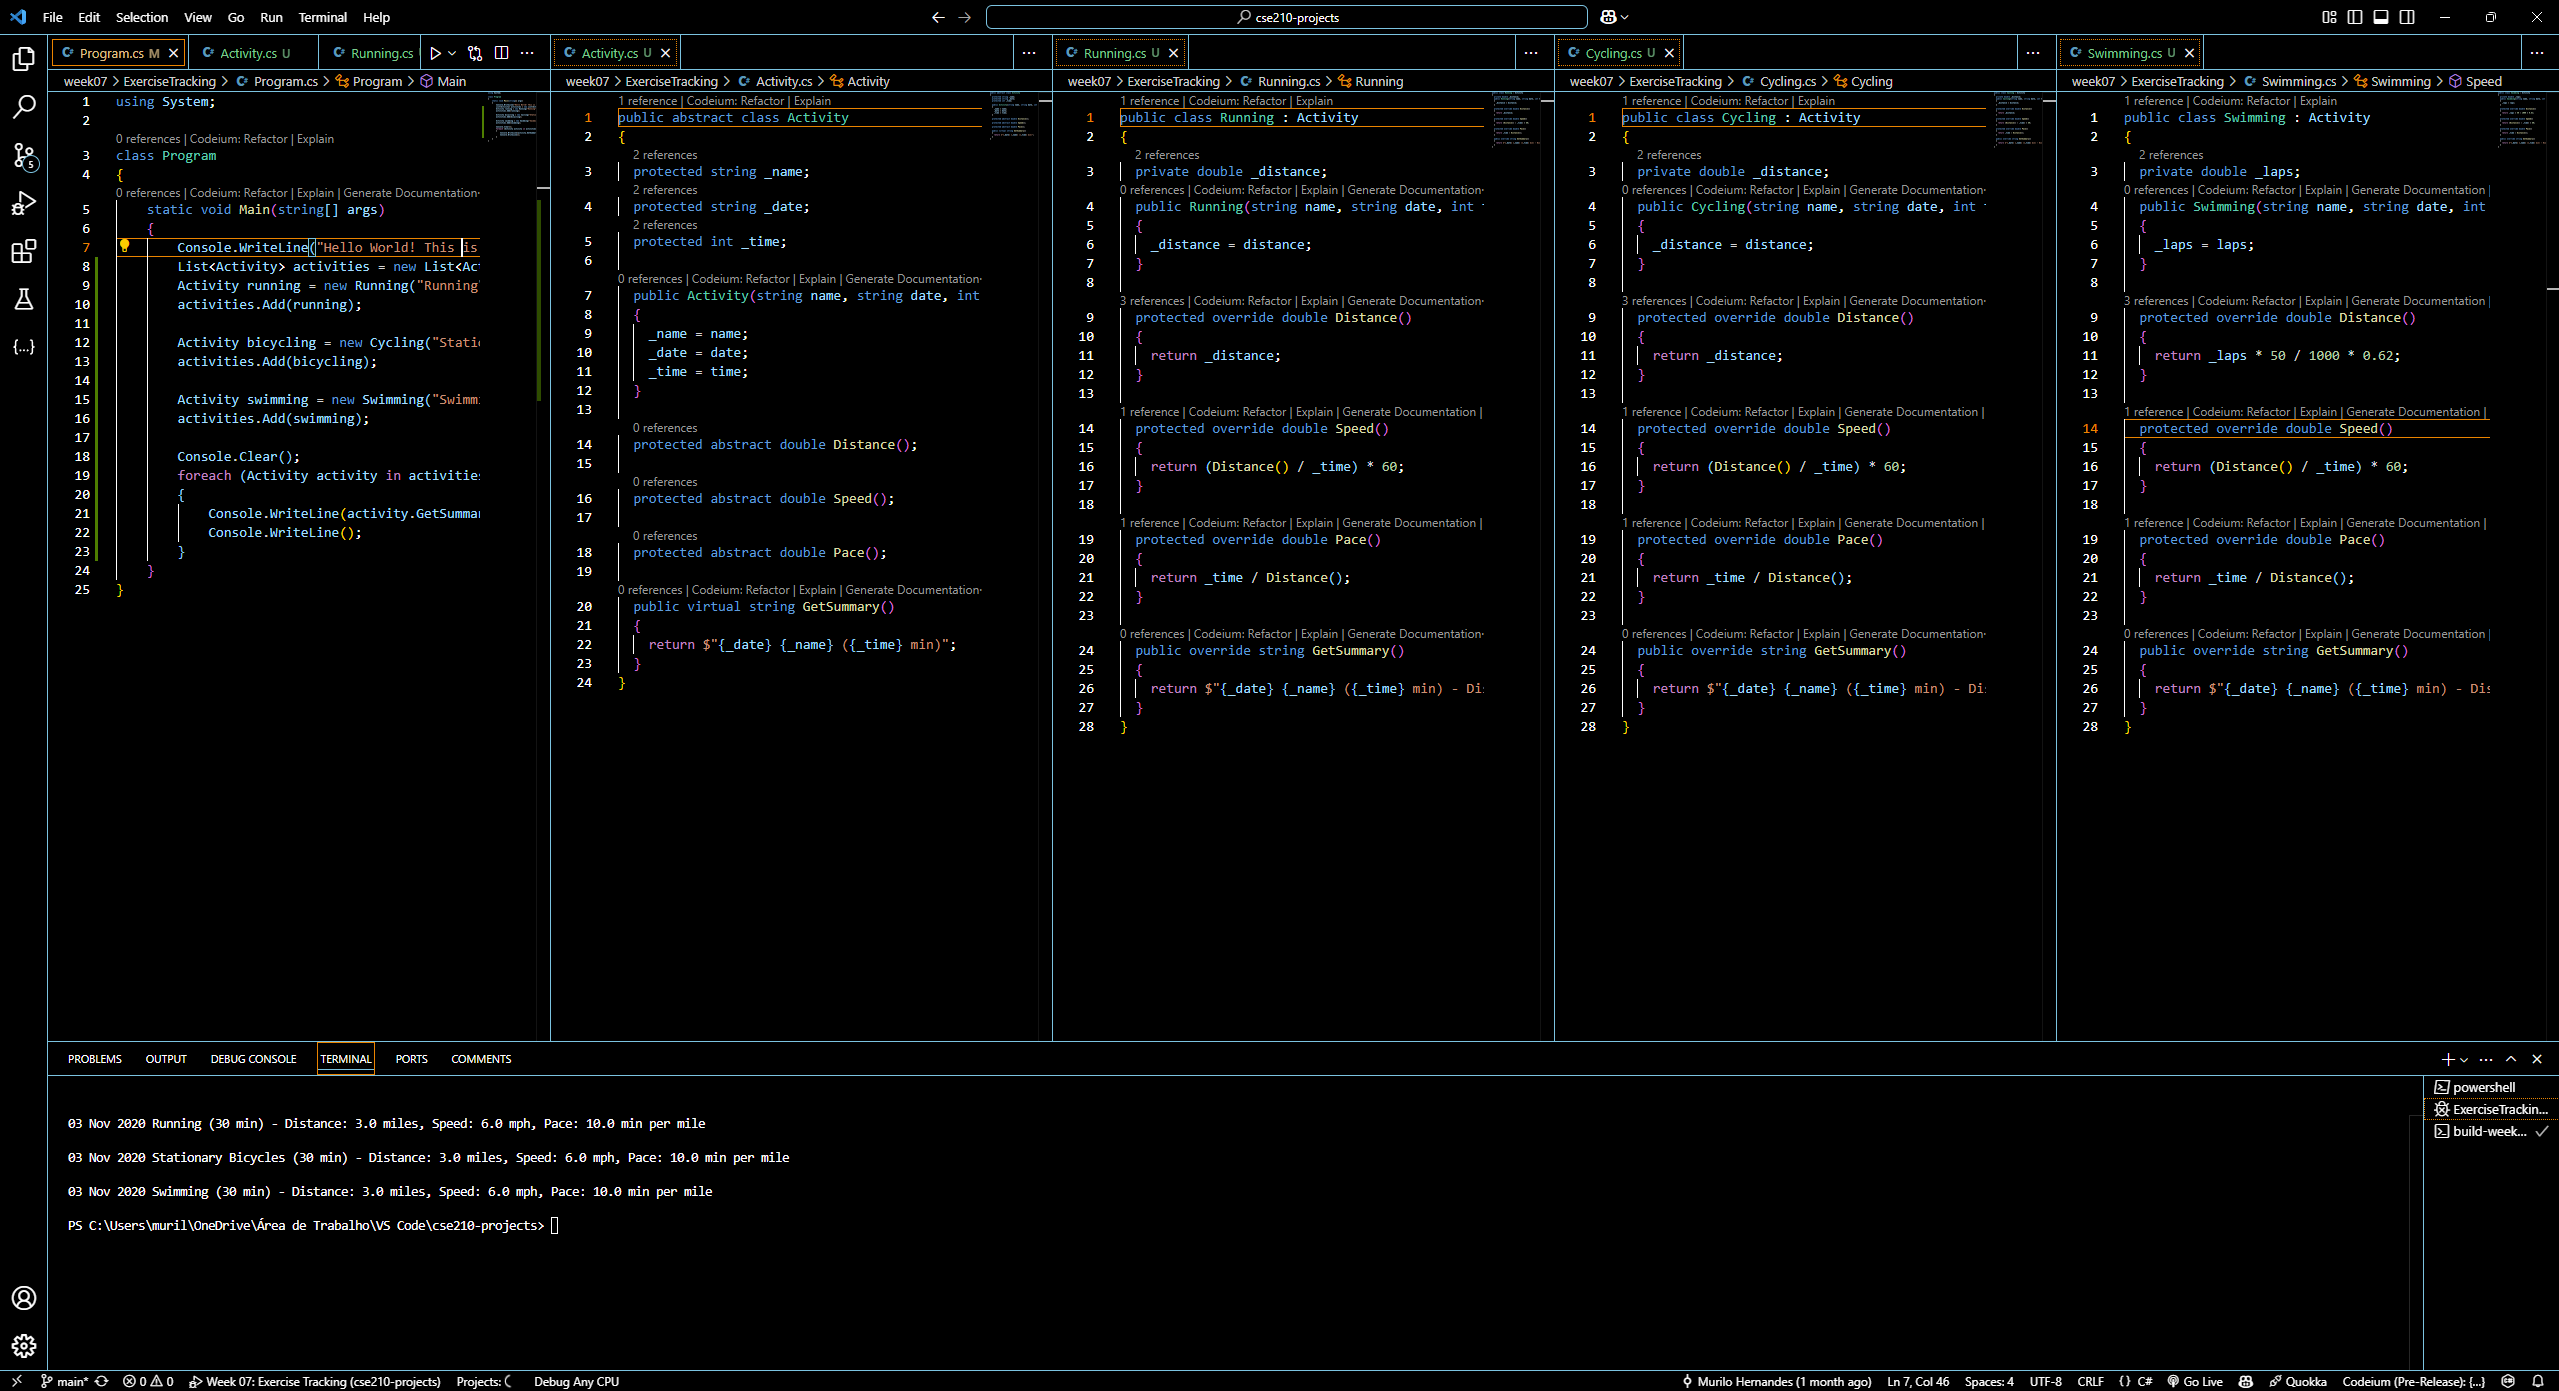 File Edit Selection View Go Run Terminal Help
cse210-projects
Program.cs M
Activity.cs U
Running.cs
week07 > ExerciseTracking > Program.cs > Program > Main
1 using System;
2
0 references | Codeium: Refactor | Explain
3 class Program
4 {
0 references | Codeium: Refactor | Explain | Generate Documentation
5 static void Main(string[] args)
6 {
7 Console.WriteLine("Hello World! This is
8 List<Activity> activities = new List<Ac
9 Activity running = new Running("Running"
10 activities.Add(running);
11
12 Activity bicycling = new Cycling("Static
13 activities.Add(bicycling);
14
15 Activity swimming = new Swimming("Swimmi
16 activities.Add(swimming);
17
18 Console.Clear();
19 foreach (Activity activity in activities
20 {
21 Console.WriteLine(activity.GetSummar
22 Console.WriteLine();
23 }
24 }
25 }
Activity.cs U
week07 > ExerciseTracking > Activity.cs > Activity
1 reference | Codeium: Refactor | Explain
1 public abstract class Activity
2 {
2 references
3 protected string _name;
2 references
4 protected string _date;
2 references
5 protected int _time;
6
0 references | Codeium: Refactor | Explain | Generate Documentation
7 public Activity(string name, string date, int
8 {
9 _name = name;
10 _date = date;
11 _time = time;
12 }
13
0 references
14 protected abstract double Distance();
15
0 references
16 protected abstract double Speed();
17
0 references
18 protected abstract double Pace();
19
0 references | Codeium: Refactor | Explain | Generate Documentation
20 public virtual string GetSummary()
21 {
22 return $"{_date} {_name} ({_time} min)";
23 }
24 }
Running.cs U
week07 > ExerciseTracking > Running.cs > Running
1 reference | Codeium: Refactor | Explain
1 public class Running : Activity
2 {
2 references
3 private double _distance;
0 references | Codeium: Refactor | Explain | Generate Documentation
4 public Running(string name, string date, int
5 {
6 _distance = distance;
7 }
8
3 references | Codeium: Refactor | Explain | Generate Documentation
9 protected override double Distance()
10 {
11 return _distance;
12 }
13
1 reference | Codeium: Refactor | Explain | Generate Documentation |
14 protected override double Speed()
15 {
16 return (Distance() / _time) * 60;
17 }
18
1 reference | Codeium: Refactor | Explain | Generate Documentation |
19 protected override double Pace()
20 {
21 return _time / Distance();
22 }
23
0 references | Codeium: Refactor | Explain | Generate Documentation
24 public override string GetSummary()
25 {
26 return $"{_date} {_name} ({_time} min) - Di
27 }
28 }
Cycling.cs U
week07 > ExerciseTracking > Cycling.cs > Cycling
1 reference | Codeium: Refactor | Explain
1 public class Cycling : Activity
2 {
2 references
3 private double _distance;
0 references | Codeium: Refactor | Explain | Generate Documentation
4 public Cycling(string name, string date, int
5 {
6 _distance = distance;
7 }
8
3 references | Codeium: Refactor | Explain | Generate Documentation
9 protected override double Distance()
10 {
11 return _distance;
12 }
13
1 reference | Codeium: Refactor | Explain | Generate Documentation |
14 protected override double Speed()
15 {
16 return (Distance() / _time) * 60;
17 }
18
1 reference | Codeium: Refactor | Explain | Generate Documentation |
19 protected override double Pace()
20 {
21 return _time / Distance();
22 }
23
0 references | Codeium: Refactor | Explain | Generate Documentation
24 public override string GetSummary()
25 {
26 return $"{_date} {_name} ({_time} min) - Di
27 }
28 }
Swimming.cs U
week07 > ExerciseTracking > Swimming.cs > Swimming > Speed
1 reference | Codeium: Refactor | Explain
1 public class Swimming : Activity
2 {
2 references
3 private double _laps;
0 references | Codeium: Refactor | Explain | Generate Documentation |
4 public Swimming(string name, string date, int
5 {
6 _laps = laps;
7 }
8
3 references | Codeium: Refactor | Explain | Generate Documentation |
9 protected override double Distance()
10 {
11 return _laps * 50 / 1000 * 0.62;
12 }
13
1 reference | Codeium: Refactor | Explain | Generate Documentation |
14 protected override double Speed()
15 {
16 return (Distance() / _time) * 60;
17 }
18
1 reference | Codeium: Refactor | Explain | Generate Documentation |
19 protected override double Pace()
20 {
21 return _time / Distance();
22 }
23
0 references | Codeium: Refactor | Explain | Generate Documentation |
24 public override string GetSummary()
25 {
26 return $"{_date} {_name} ({_time} min) - Dis
27 }
28 }
PROBLEMS OUTPUT DEBUG CONSOLE TERMINAL PORTS COMMENTS
03 Nov 2020 Running (30 min) - Distance: 3.0 miles, Speed: 6.0 mph, Pace: 10.0 min per mile
03 Nov 2020 Stationary Bicycles (30 min) - Distance: 3.0 miles, Speed: 6.0 mph, Pace: 10.0 min per mile
03 Nov 2020 Swimming (30 min) - Distance: 3.0 miles, Speed: 6.0 mph, Pace: 10.0 min per mile
PS C:\Users\muril\OneDrive\Área de Trabalho\VS Code\cse210-projects>
powershell
ExerciseTrackin...
build-week...
5
main* 0 0 Week 07: Exercise Tracking (cse210-projects) Projects: Debug Any CPU
Murilo Hernandes (1 month ago) Ln 7, Col 46 Spaces: 4 UTF-8 CRLF {} C# Go Live Quokka Codeium (Pre-Release): {...}